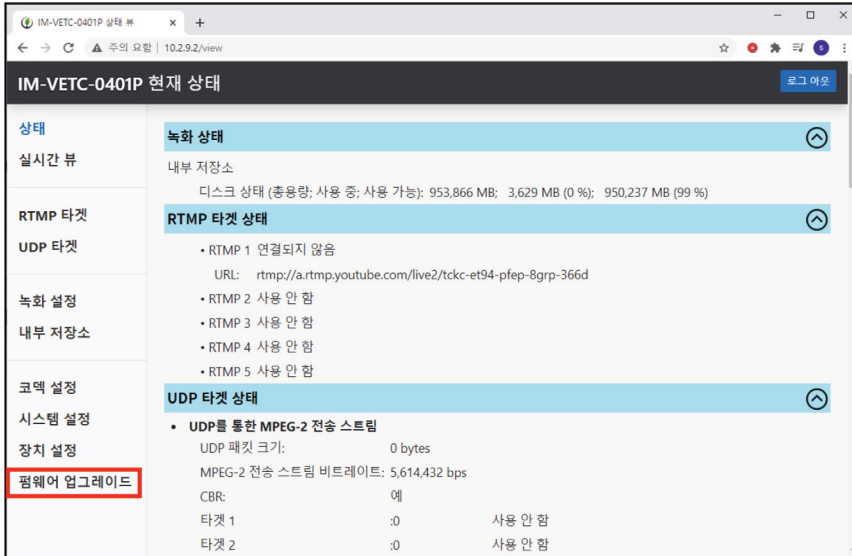 IM-VETC-0401P 상태 뷰
주의 요함 | 10.2.9.2/view
s
IM-VETC-0401P 현재 상태
로그 아웃
상태
실시간 뷰
RTMP 타겟
UDP 타겟
녹화 설정
내부 저장소
코덱 설정
시스템 설정
장치 설정
펌웨어 업그레이드
녹화 상태
내부 저장소
디스크 상태 (총용량; 사용 중; 사용 가능): 953,866 MB; 3,629 MB (0 %); 950,237 MB (99 %)
RTMP 타겟 상태
• RTMP 1 연결되지 않음
URL: rtmp://a.rtmp.youtube.com/live2/tckc-et94-pfep-8grp-366d
• RTMP 2 사용 안 함
• RTMP 3 사용 안 함
• RTMP 4 사용 안 함
• RTMP 5 사용 안 함
UDP 타겟 상태
• UDP를 통한 MPEG-2 전송 스트림
UDP 패킷 크기: 0 bytes
MPEG-2 전송 스트림 비트레이트: 5,614,432 bps
CBR: 예
타겟 1 :0 사용 안 함
타겟 2 :0 사용 안 함